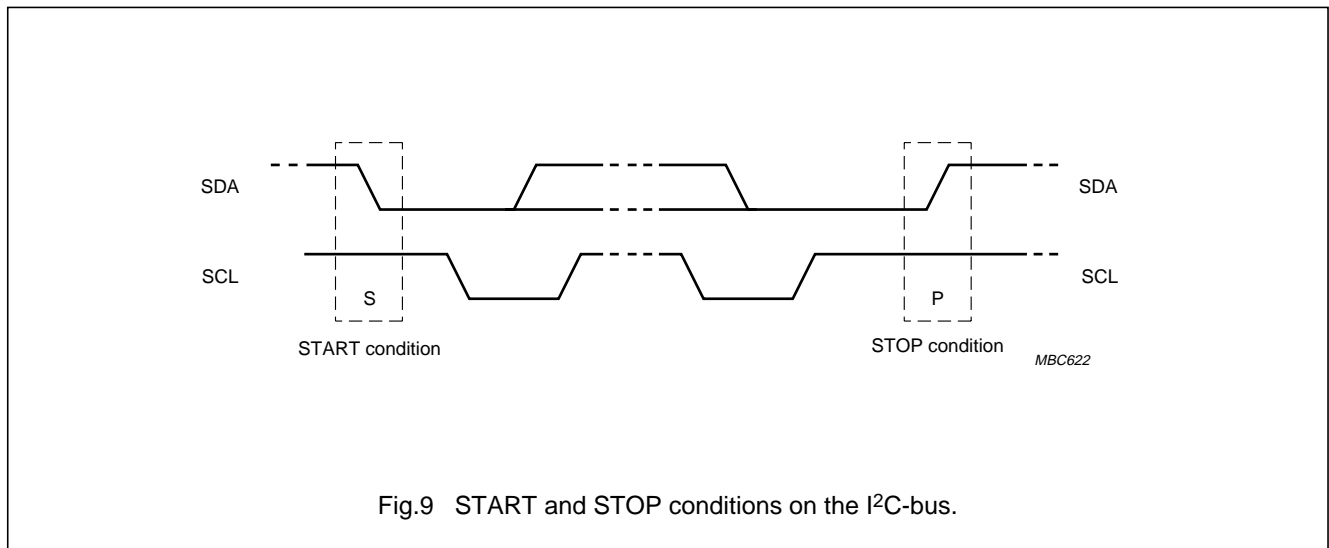 SDA
SDA
SCL
SCL
S
P
START condition
STOP condition
MBC622
Fig.9 START and STOP conditions on the I²C-bus.